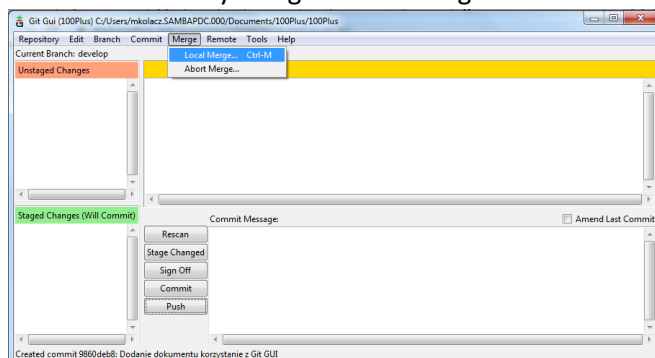 Git Gui (100Plus) C:/Users/mkolacz.SAMBAPDC.000/Documents/100Plus/100Plus
Repository Edit Branch Commit Merge Remote Tools Help
Current Branch: develop
Local Merge... Ctrl-M
Abort Merge...
Unstaged Changes
Staged Changes (Will Commit)
Commit Message:
Amend Last Commit
Rescan
Stage Changed
Sign Off
Commit
Push
Created commit 9860deb8: Dodanie dokumentu korzystanie z Git GUI